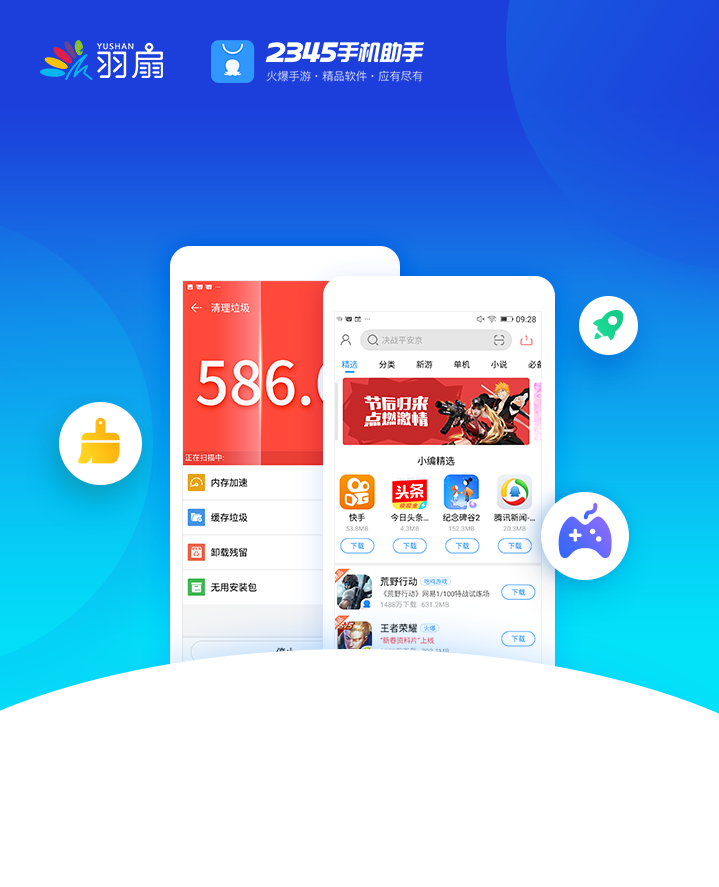 YUSHAN
羽扇
2345手机助手
火爆手游·精品软件·应有尽有
清理垃圾
586.
正在扫描中:
内存加速
缓存垃圾
卸载残留
无用安装包
09:28
决战平安京
精选 分类 新游 单机 小说
节后归来
点燃激情
小编精选
快手 今日头条... 纪念碑谷2 腾讯新闻-...
53.8MB 4.3MB 152.3MB 20.3MB
下载 下载 下载 下载
荒野行动 吃鸡游戏
《荒野行动》网易1/100特战试炼场
1488万下载 631.2MB
下载
王者荣耀 火爆
"新春资料片"上线
下载